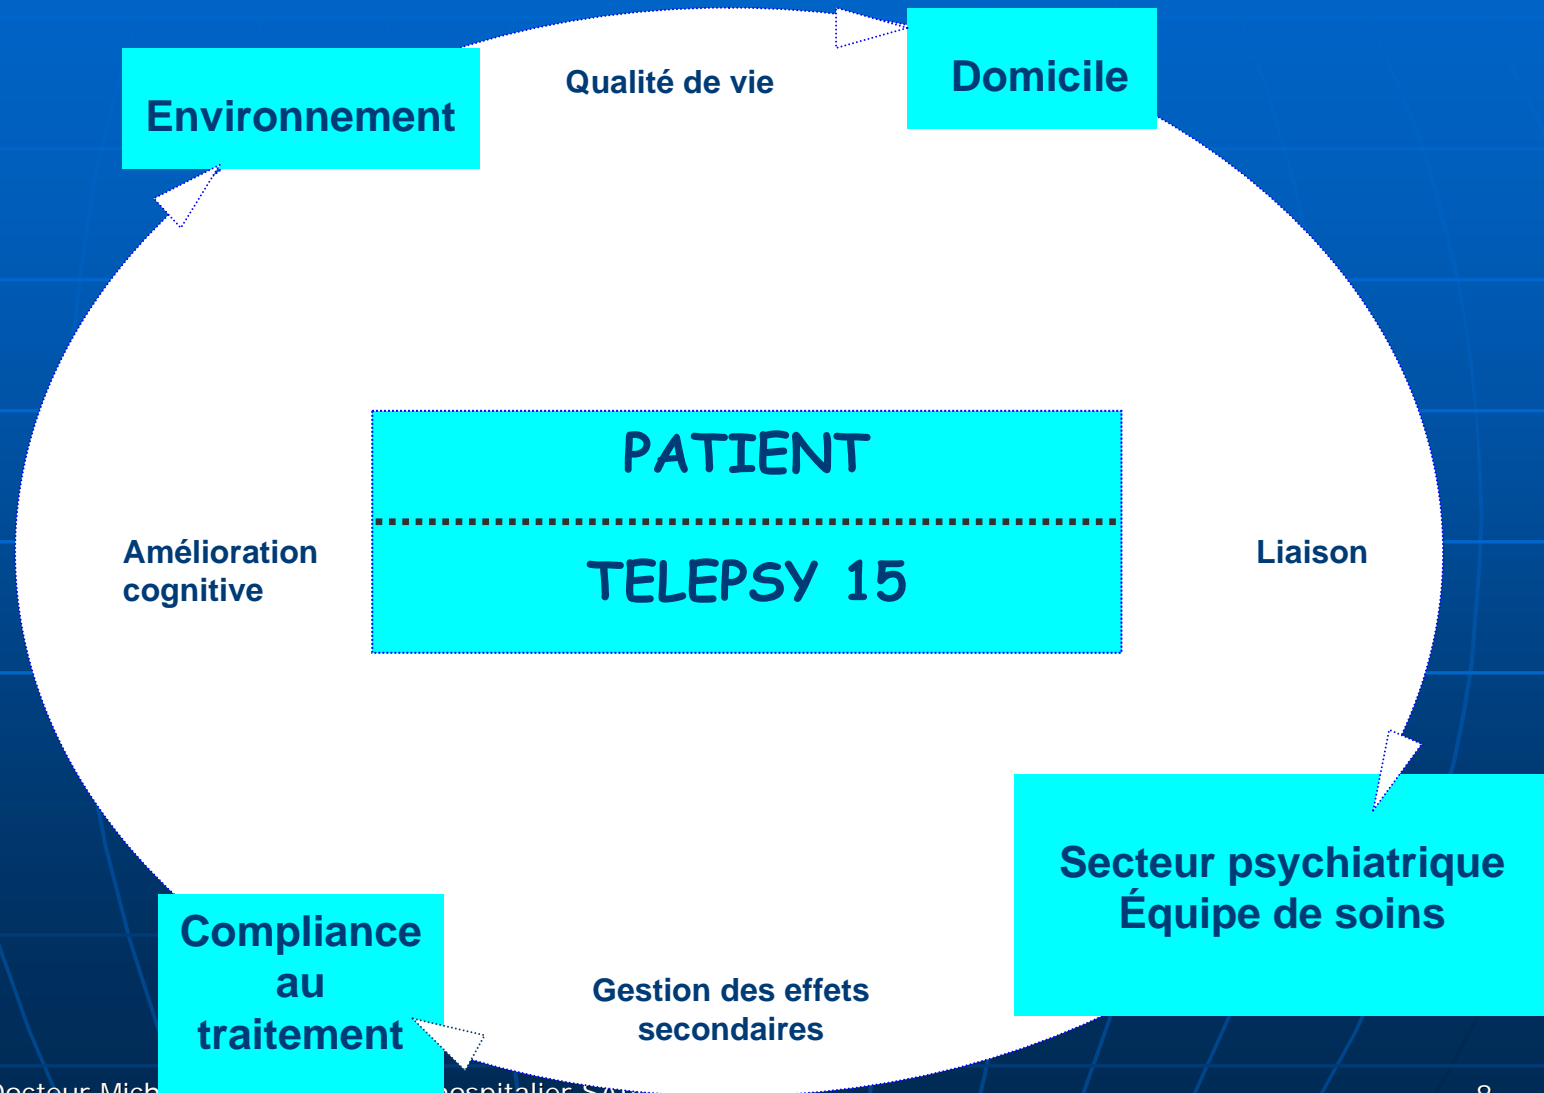 Qualité de vie
Domicile
Environnement
PATIENT
TELEPSY 15
Amélioration
cognitive
Liaison
Secteur psychiatrique
Équipe de soins
Compliance
au
traitement
Gestion des effets
secondaires
8